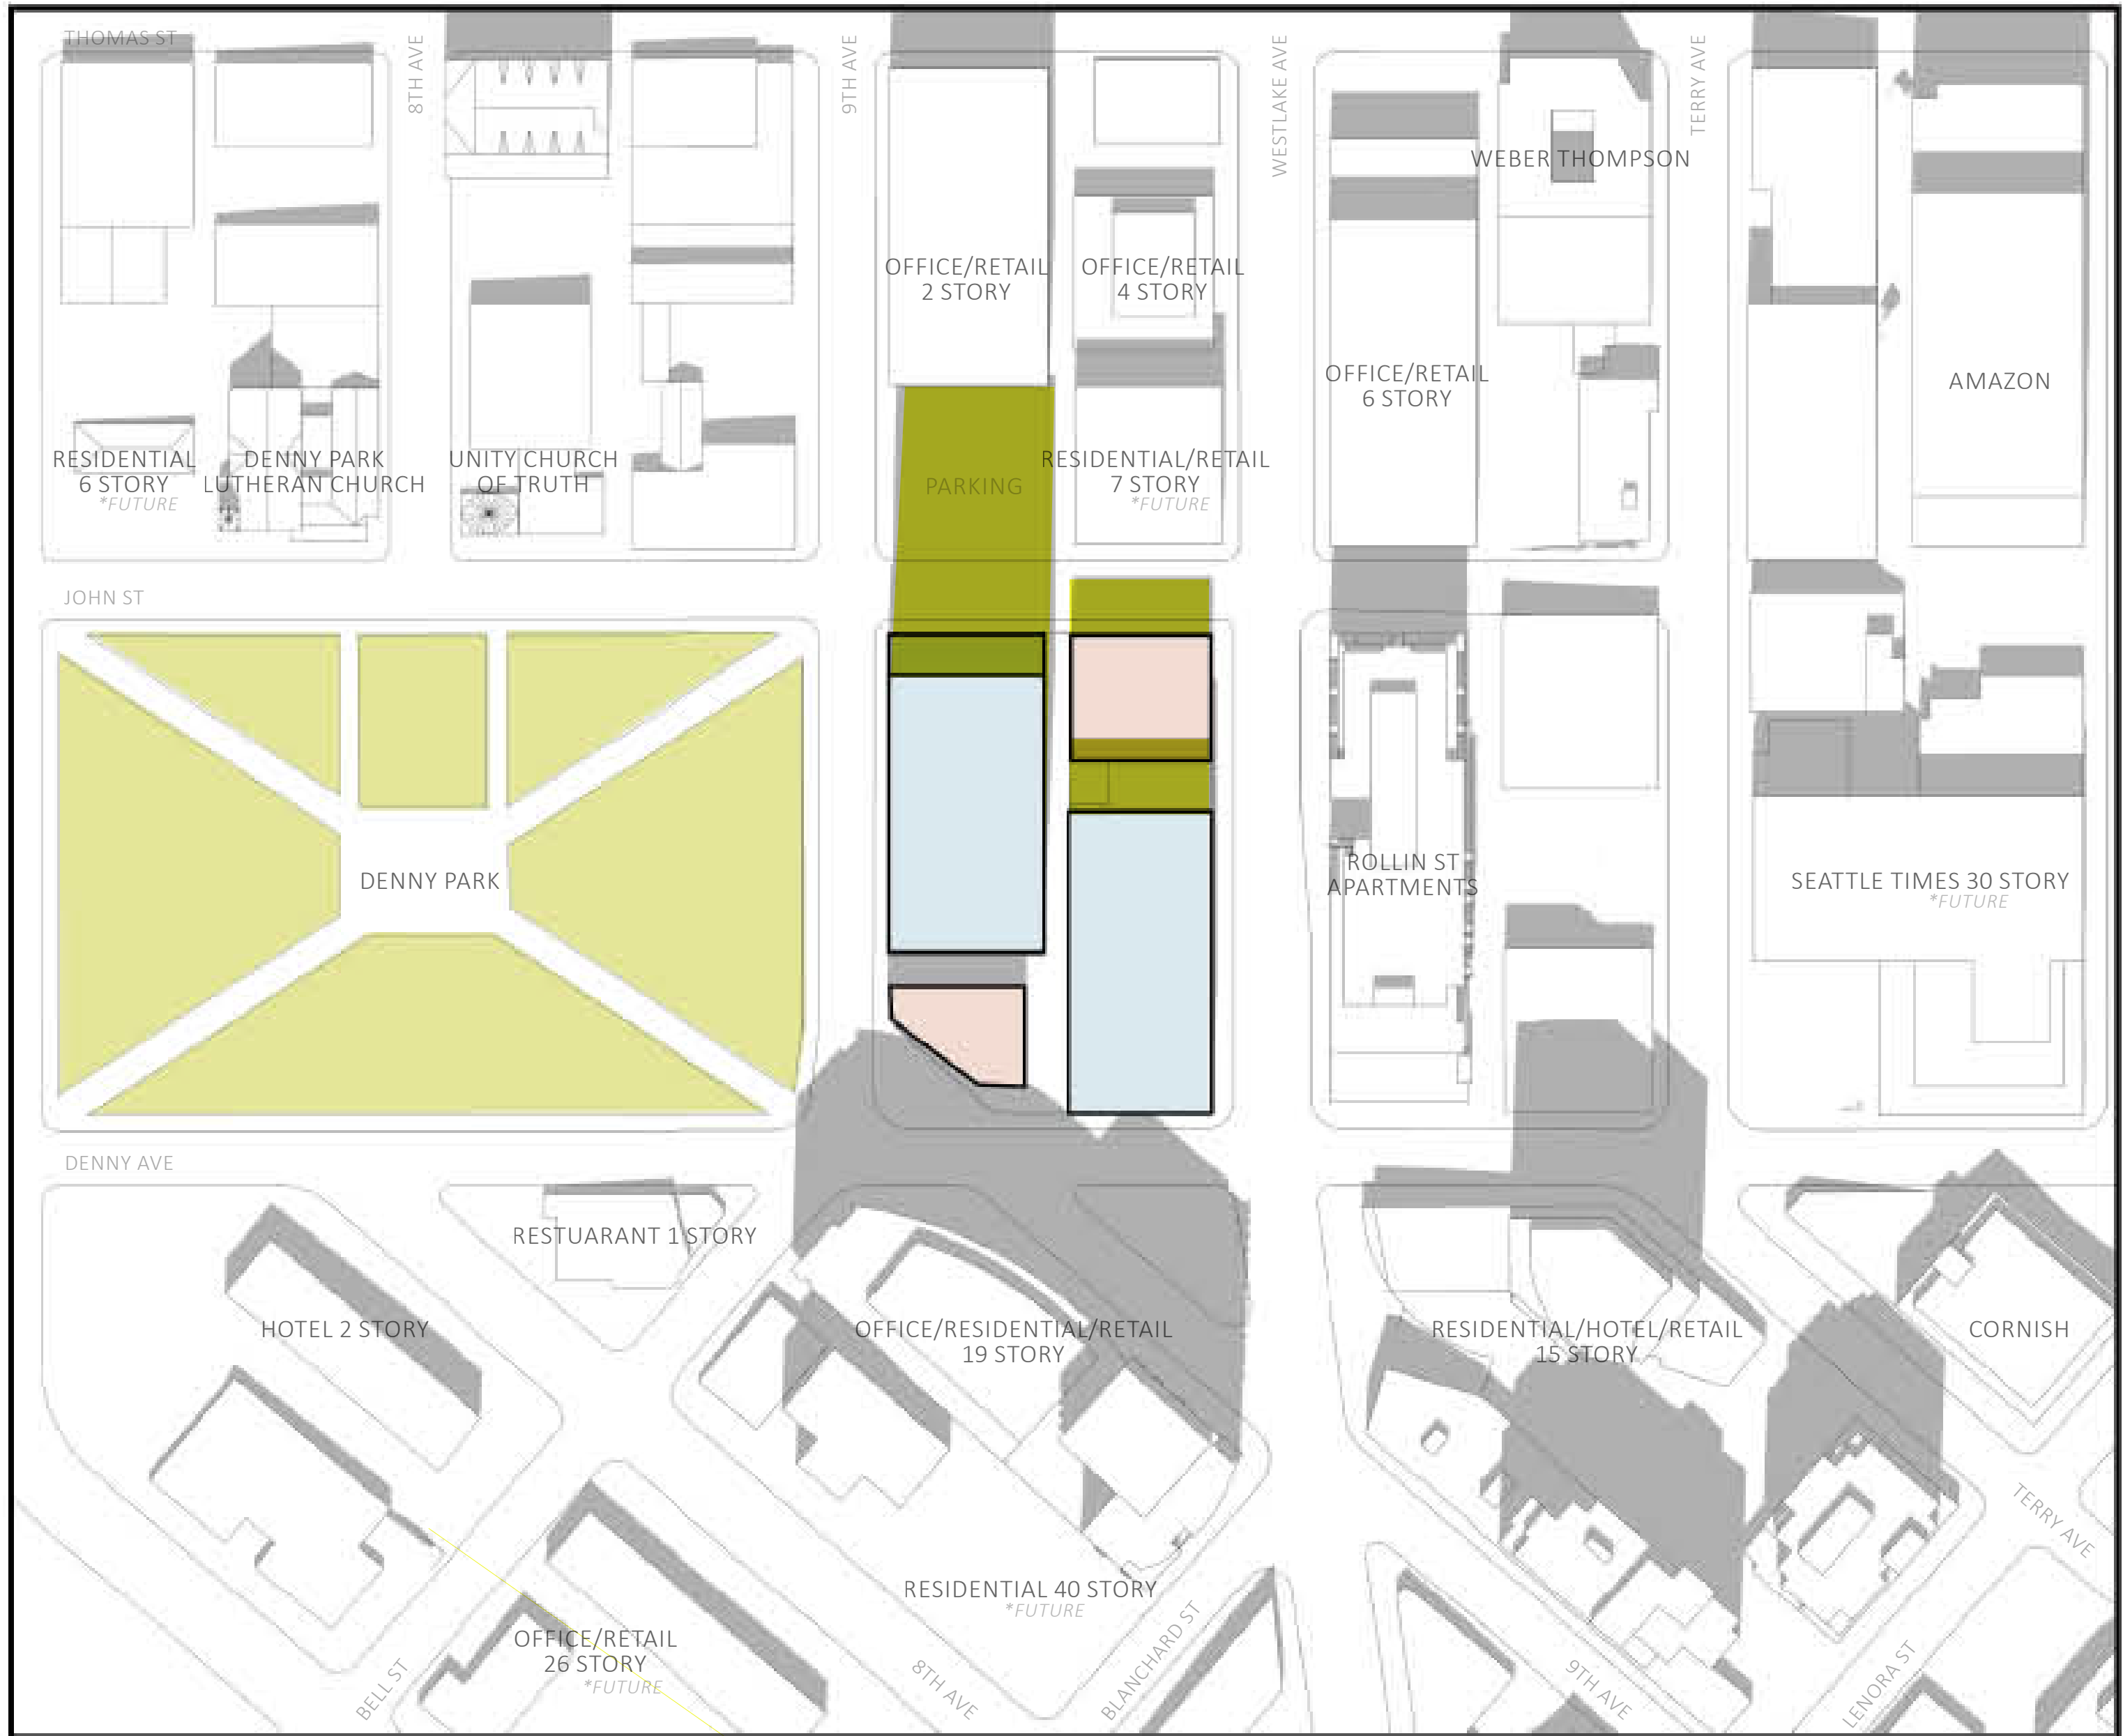 THOMAS ST
8TH AVE
9TH AVE
WESTLAKE AVE
TERRY AVE
WEBER THOMPSON
OFFICE/RETAIL
2 STORY
OFFICE/RETAIL
4 STORY
OFFICE/RETAIL
6 STORY
AMAZON
RESIDENTIAL
6 STORY
*FUTURE
DENNY PARK
LUTHERAN CHURCH
UNITY CHURCH
OF TRUTH
PARKING
RESIDENTIAL/RETAIL
7 STORY
*FUTURE
JOHN ST
DENNY PARK
ROLLIN ST
APARTMENTS
SEATTLE TIMES 30 STORY
*FUTURE
DENNY AVE
RESTUARANT 1 STORY
HOTEL 2 STORY
OFFICE/RESIDENTIAL/RETAIL
19 STORY
RESIDENTIAL/HOTEL/RETAIL
15 STORY
CORNISH
TERRY AVE
RESIDENTIAL 40 STORY
*FUTURE
OFFICE/RETAIL
26 STORY
*FUTURE
BELL ST
8TH AVE
BLANCHARD ST
9TH AVE
LENORA ST